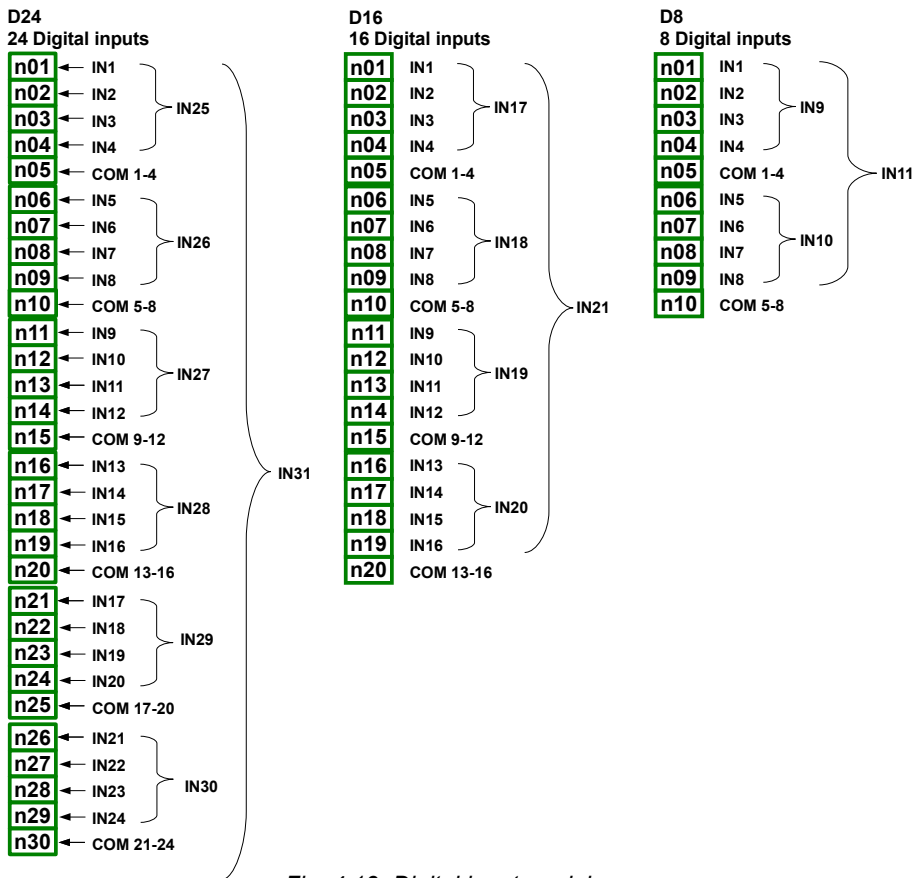 D24
24 Digital inputs
n01 IN1
n02 IN2
n03 IN3
n04 IN4
IN25
n05 COM 1-4
n06 IN5
n07 IN6
n08 IN7
n09 IN8
IN26
n10 COM 5-8
n11 IN9
n12 IN10
n13 IN11
n14 IN12
IN27
n15 COM 9-12
n16 IN13
n17 IN14
n18 IN15
n19 IN16
IN28
n20 COM 13-16
n21 IN17
n22 IN18
n23 IN19
n24 IN20
IN29
n25 COM 17-20
n26 IN21
n27 IN22
n28 IN23
n29 IN24
IN30
n30 COM 21-24
IN31
D16
16 Digital inputs
n01 IN1
n02 IN2
n03 IN3
n04 IN4
IN17
n05 COM 1-4
n06 IN5
n07 IN6
n08 IN7
n09 IN8
IN18
n10 COM 5-8
n11 IN9
n12 IN10
n13 IN11
n14 IN12
IN19
n15 COM 9-12
n16 IN13
n17 IN14
n18 IN15
n19 IN16
IN20
n20 COM 13-16
IN21
D8
8 Digital inputs
n01 IN1
n02 IN2
n03 IN3
n04 IN4
IN9
n05 COM 1-4
n06 IN5
n07 IN6
n08 IN7
n09 IN8
IN10
n10 COM 5-8
IN11
Digital input